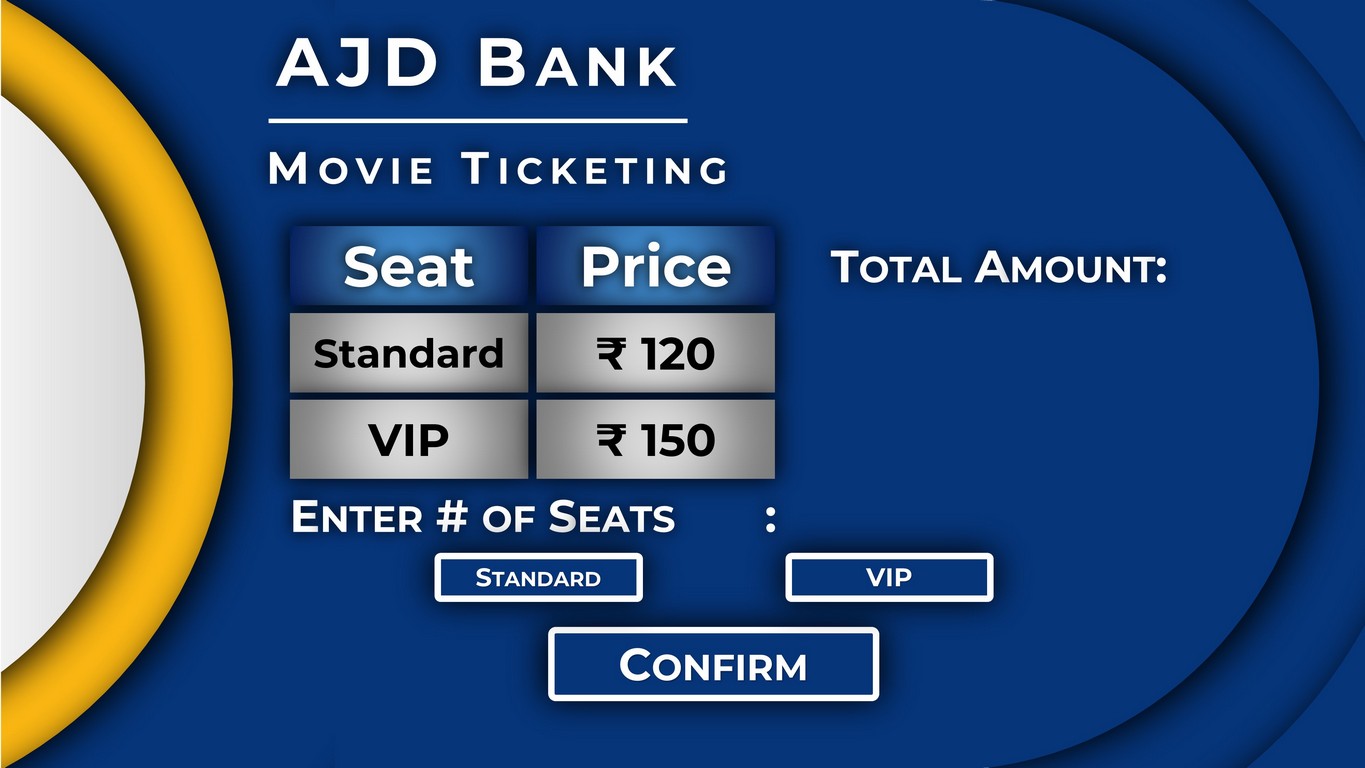 AJD BANK
MOVIE TICKETING
Seat Price
TOTAL AMOUNT:
Standard ₹ 120
VIP ₹ 150
ENTER # OF SEATS :
STANDARD VIP
CONFIRM